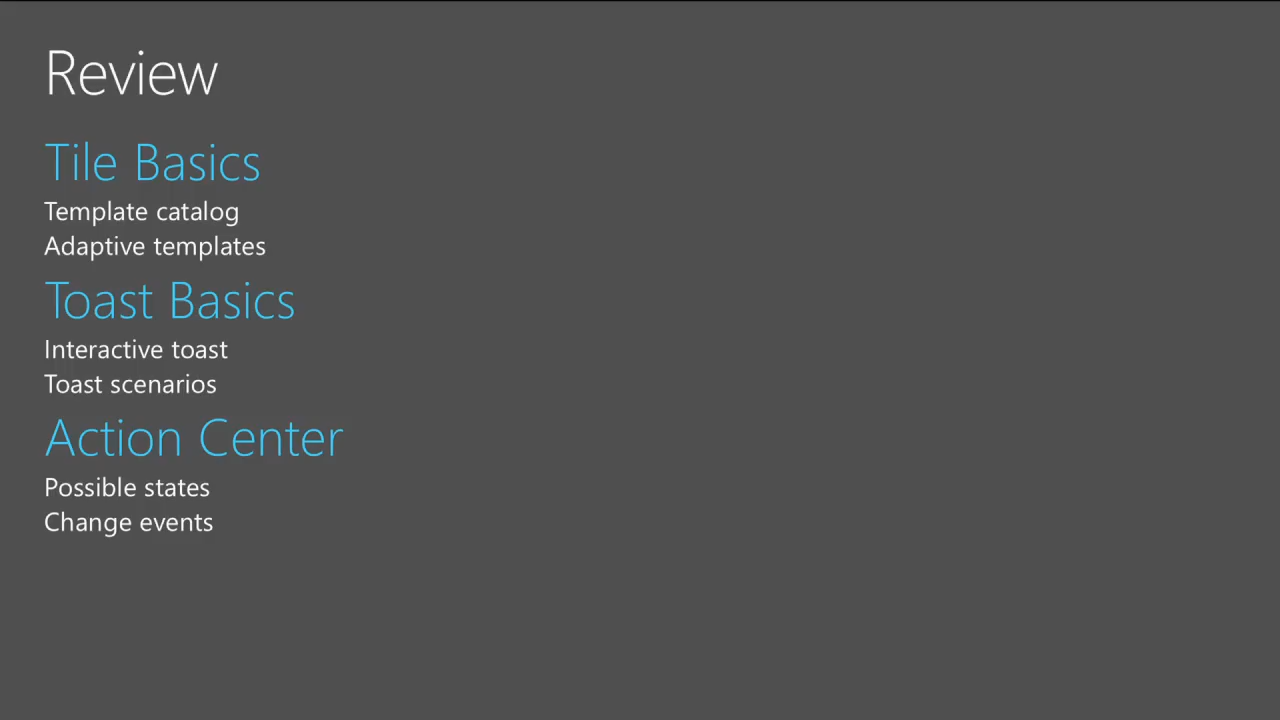 Review
Tile Basics
Template catalog
Adaptive templates
Toast Basics
Interactive toast
Toast scenarios
Action Center
Possible states
Change events